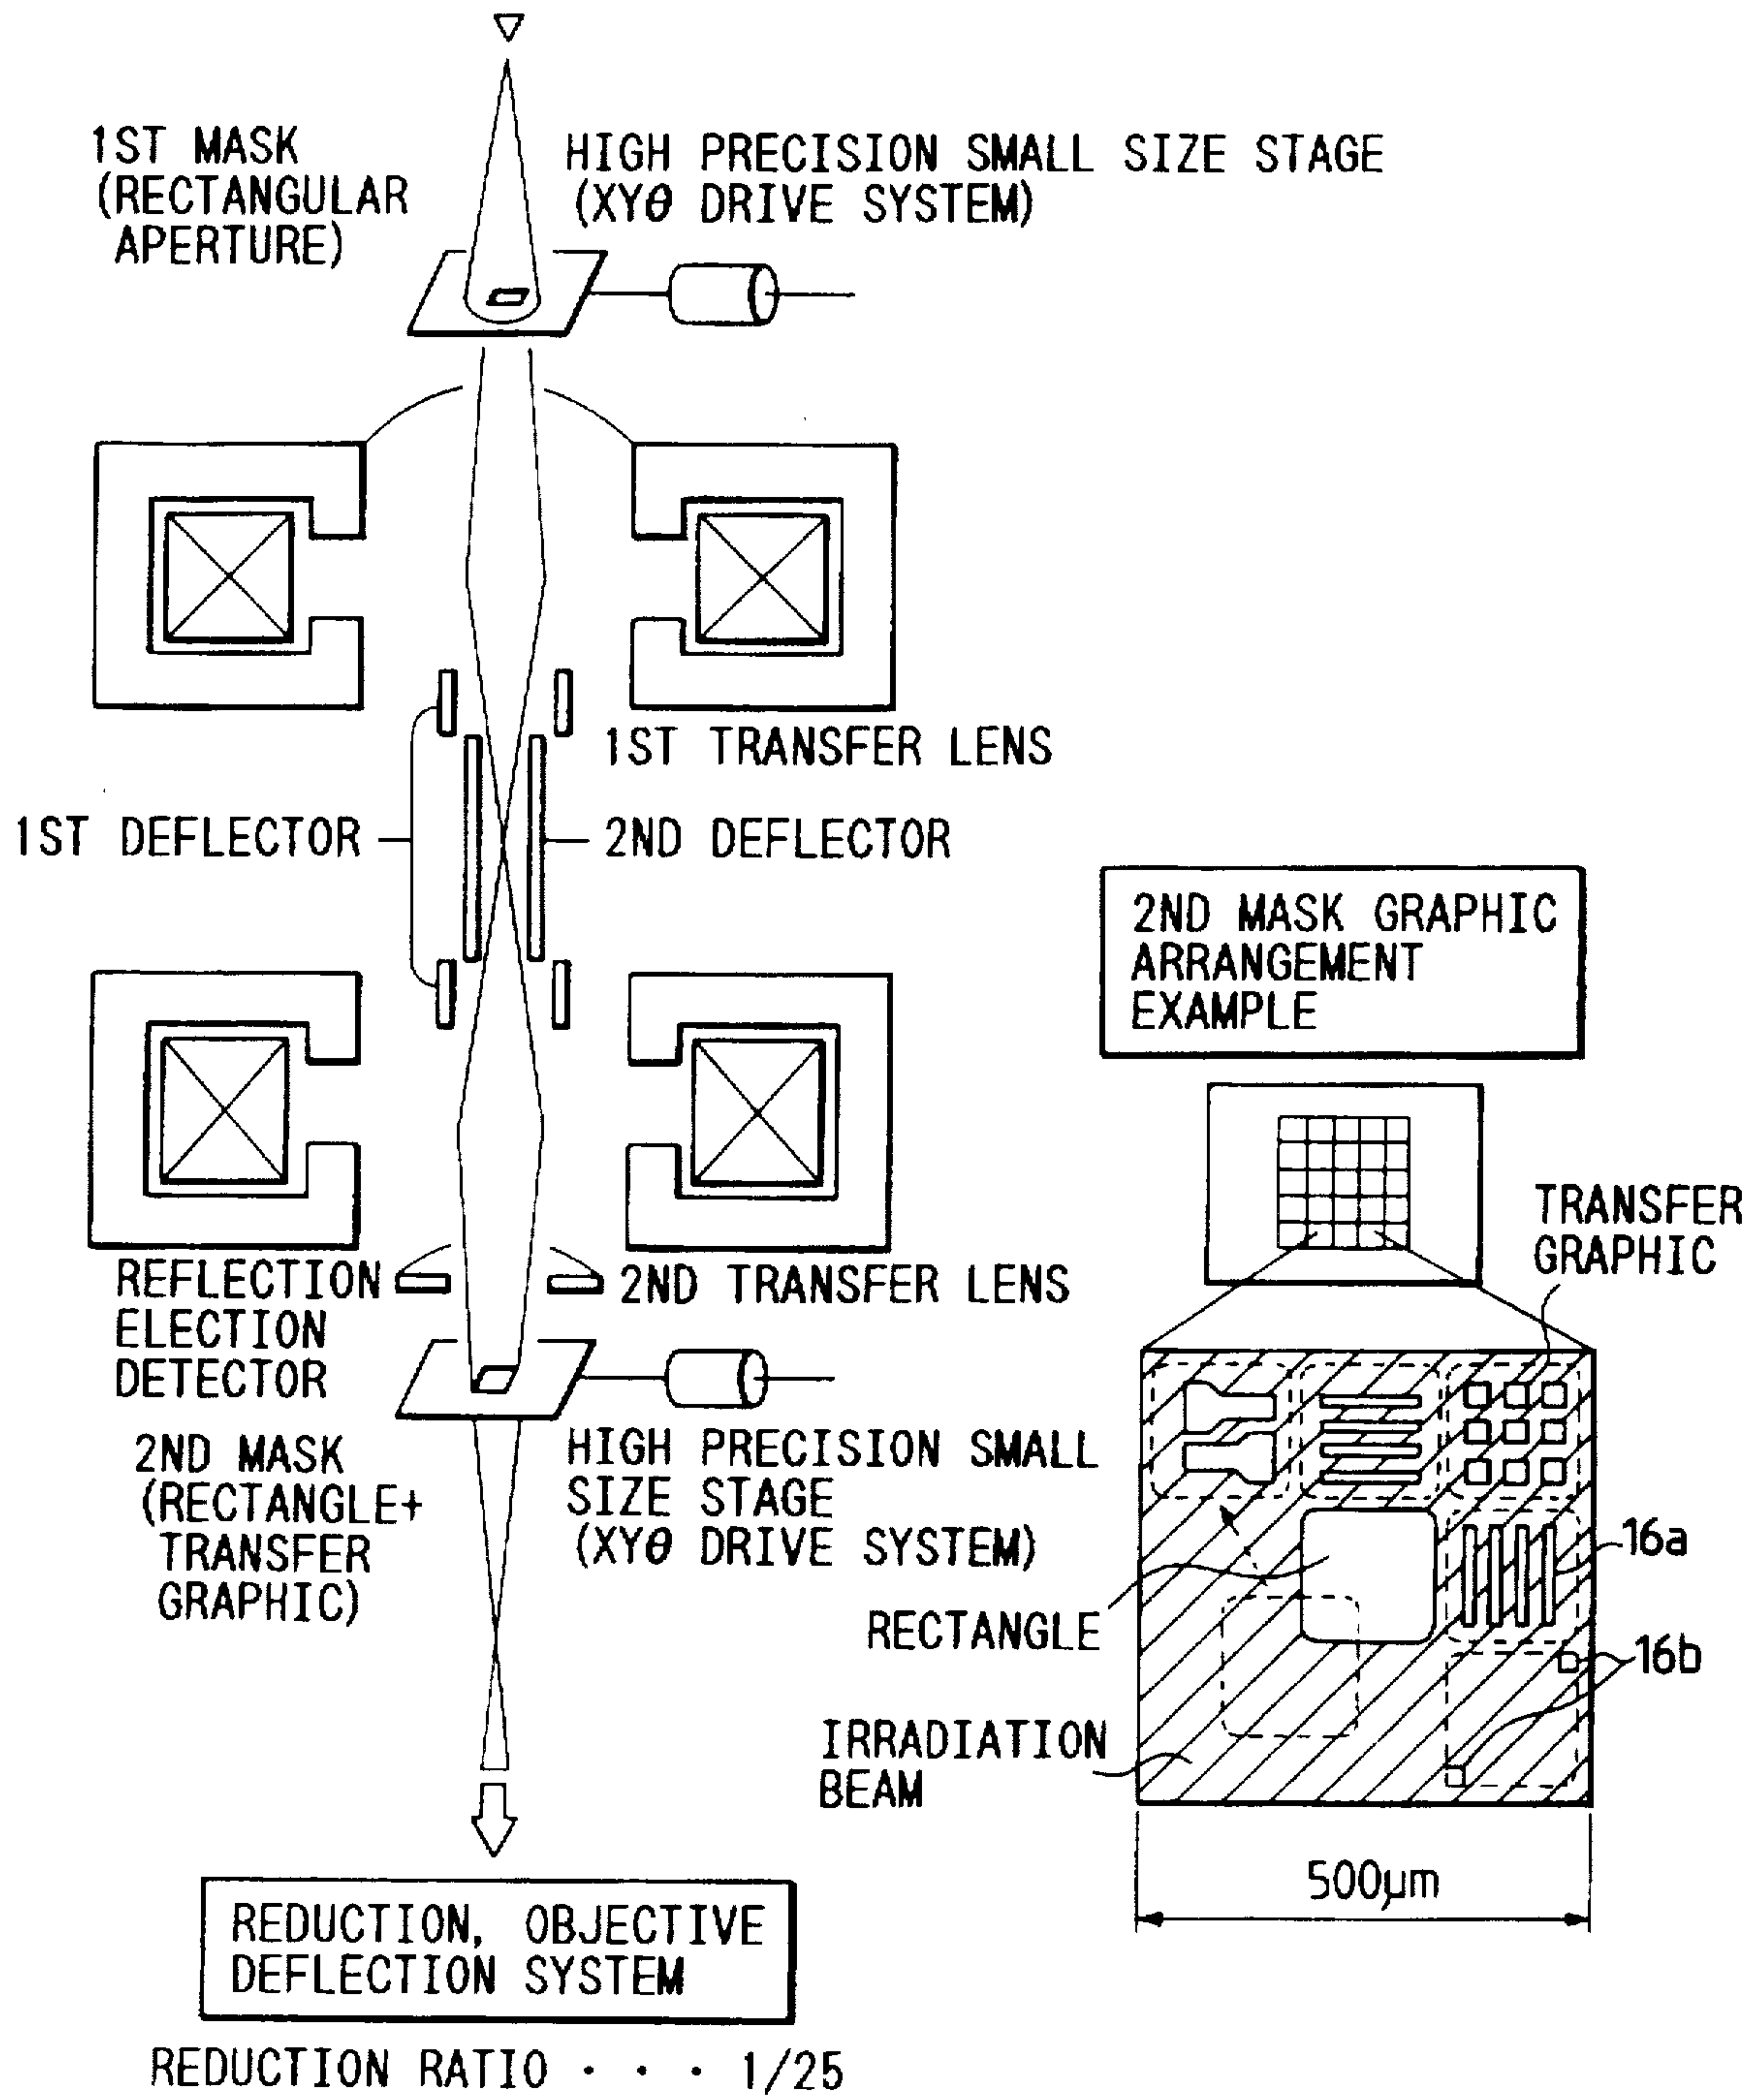 1ST MASK
(RECTANGULAR
APERTURE)
HIGH PRECISION SMALL SIZE STAGE
(XYθ DRIVE SYSTEM)
1ST TRANSFER LENS
1ST DEFLECTOR
2ND DEFLECTOR
REFLECTION
ELECTION
DETECTOR
2ND TRANSFER LENS
2ND MASK
(RECTANGLE+
TRANSFER
GRAPHIC)
HIGH PRECISION SMALL
SIZE STAGE
(XYθ DRIVE SYSTEM)
REDUCTION, OBJECTIVE
DEFLECTION SYSTEM
REDUCTION RATIO · · · 1/25
2ND MASK GRAPHIC
ARRANGEMENT
EXAMPLE
TRANSFER
GRAPHIC
16a
RECTANGLE
16b
IRRADIATION
BEAM
500μm